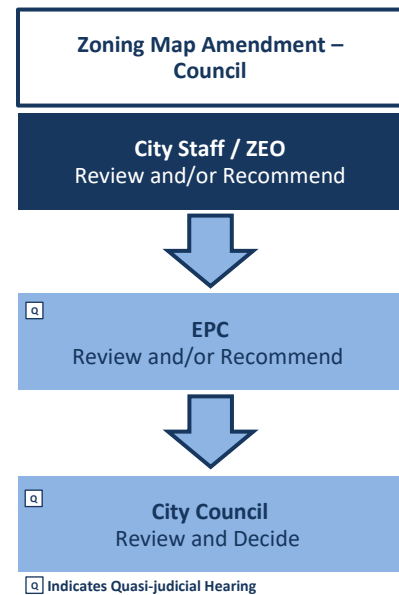 Zoning Map Amendment –
Council
City Staff / ZEO
Review and/or Recommend
Q
EPC
Review and/or Recommend
Q
City Council
Review and Decide
Q Indicates Quasi-judicial Hearing